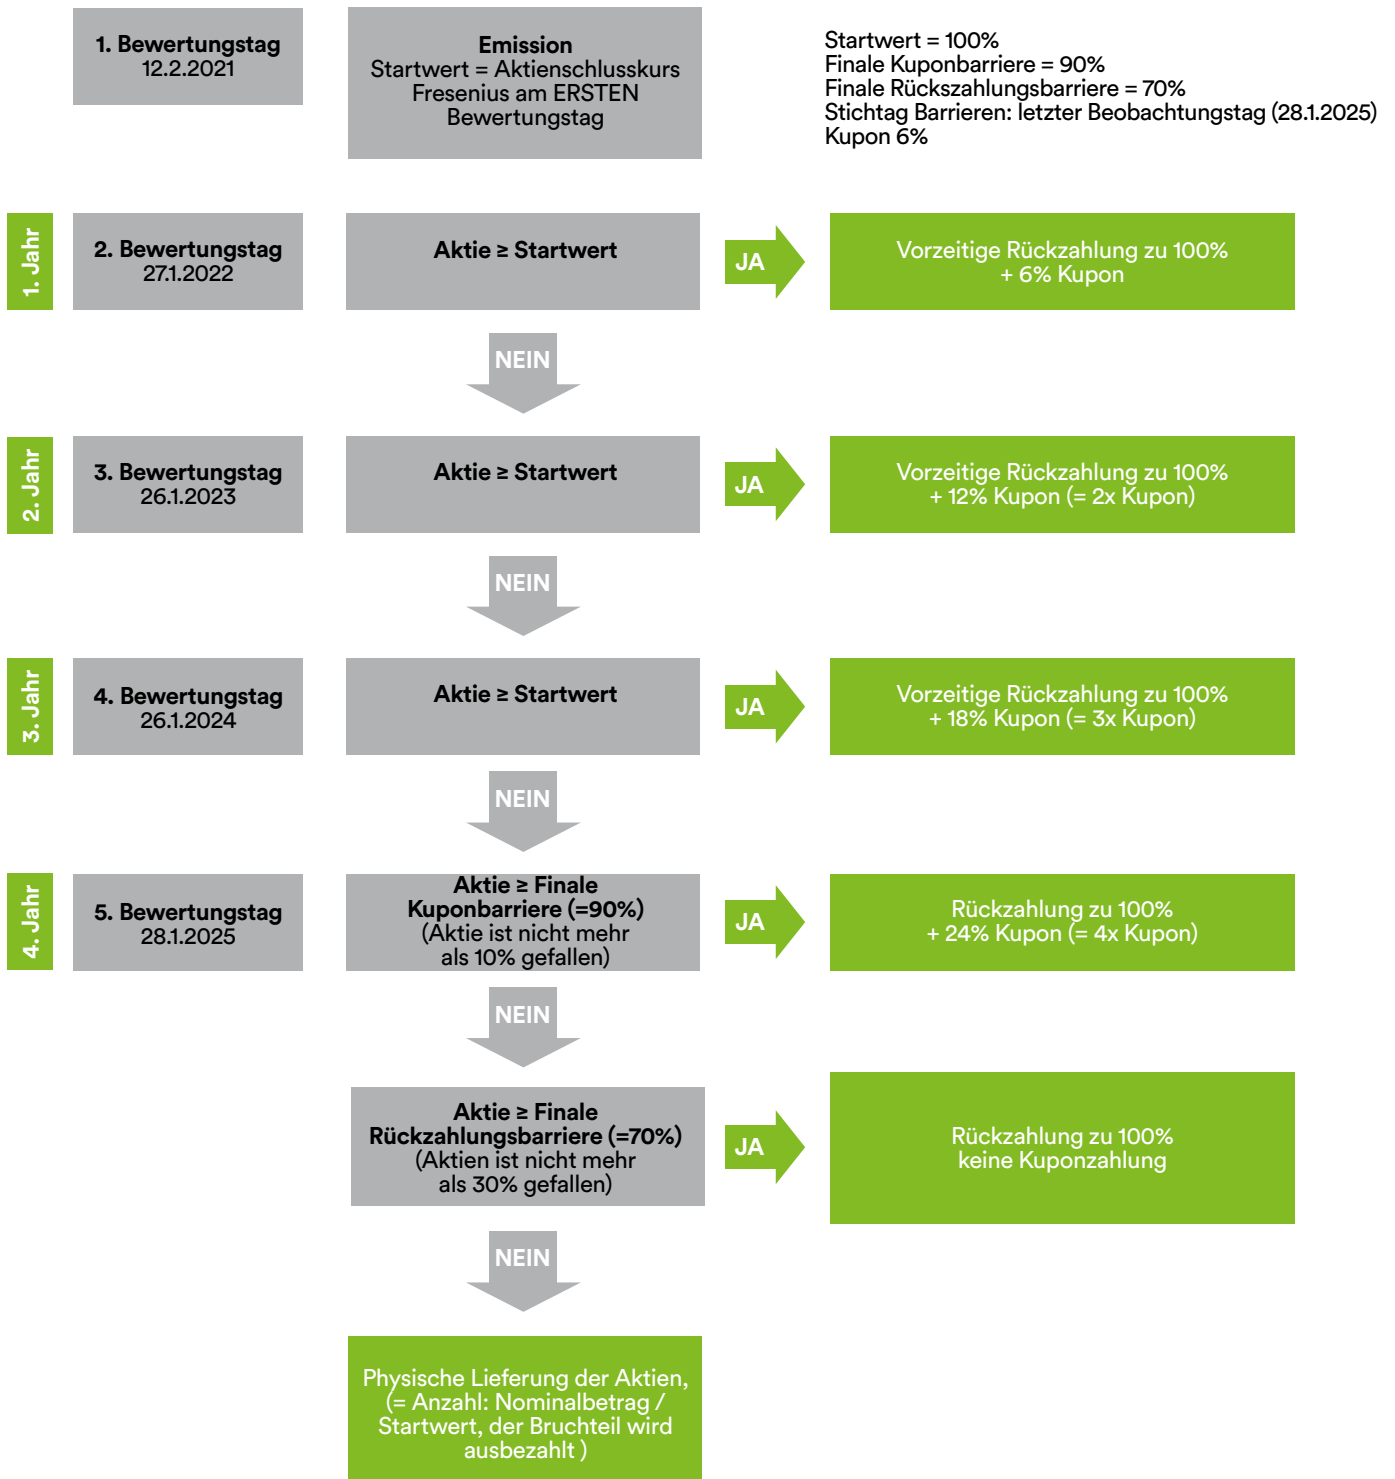 1. Bewertungstag
12.2.2021
Emission
Startwert = Aktienschlusskurs
Fresenius am ERSTEN
Bewertungstag
Startwert = 100%
Finale Kuponbarriere = 90%
Finale Rückszahlungsbarriere = 70%
Stichtag Barrieren: letzter Beobachtungstag (28.1.2025)
Kupon 6%
1. Jahr
2. Bewertungstag
27.1.2022
Aktie ≥ Startwert
JA
Vorzeitige Rückzahlung zu 100%
+ 6% Kupon
NEIN
2. Jahr
3. Bewertungstag
26.1.2023
Aktie ≥ Startwert
JA
Vorzeitige Rückzahlung zu 100%
+ 12% Kupon (= 2x Kupon)
NEIN
3. Jahr
4. Bewertungstag
26.1.2024
Aktie ≥ Startwert
JA
Vorzeitige Rückzahlung zu 100%
+ 18% Kupon (= 3x Kupon)
NEIN
4. Jahr
5. Bewertungstag
28.1.2025
Aktie ≥ Finale
Kuponbarriere (=90%)
(Aktie ist nicht mehr
als 10% gefallen)
JA
Rückzahlung zu 100%
+ 24% Kupon (= 4x Kupon)
NEIN
Aktie ≥ Finale
Rückzahlungsbarriere (=70%)
(Aktien ist nicht mehr
als 30% gefallen)
JA
Rückzahlung zu 100%
keine Kuponzahlung
NEIN
Physische Lieferung der Aktien,
(= Anzahl: Nominalbetrag /
Startwert, der Bruchteil wird
ausbezahlt )